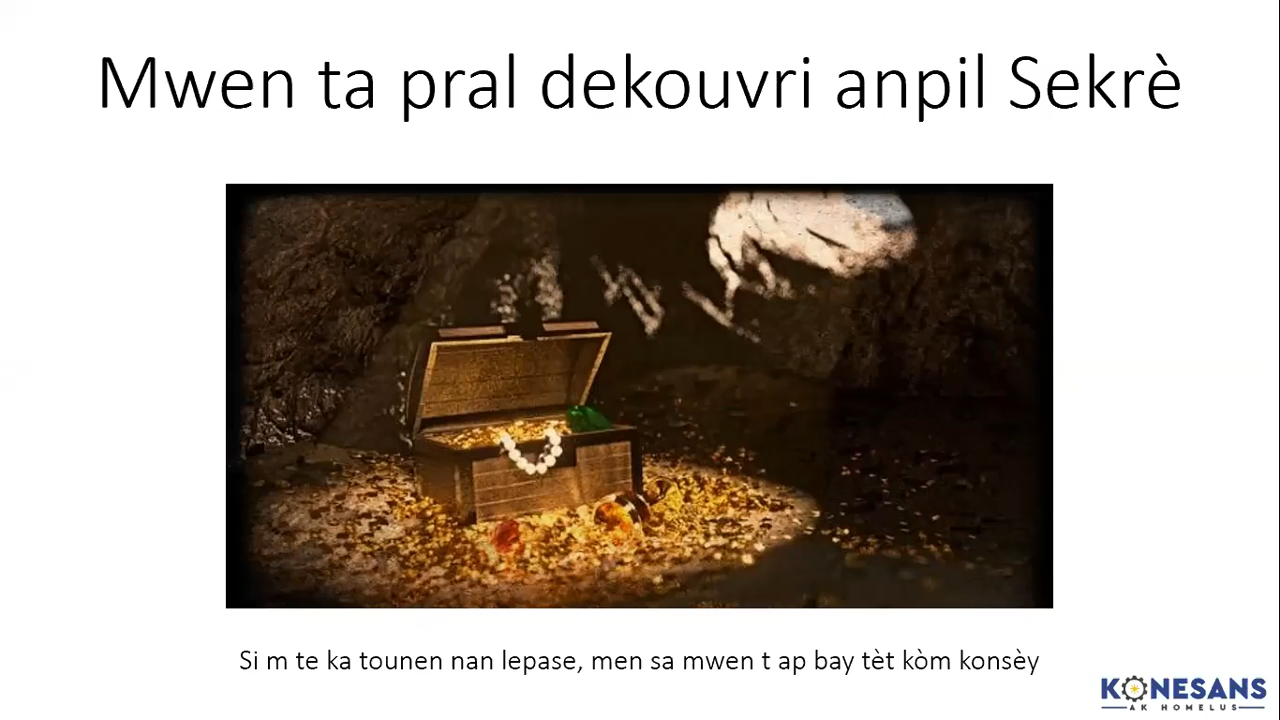 Mwen ta pral dekouvri anpil Sekrè
Si m te ka tounen nan lepase, men sa mwen t ap bay tèt kòm konsèy
KONESANS
AK HOMELUS